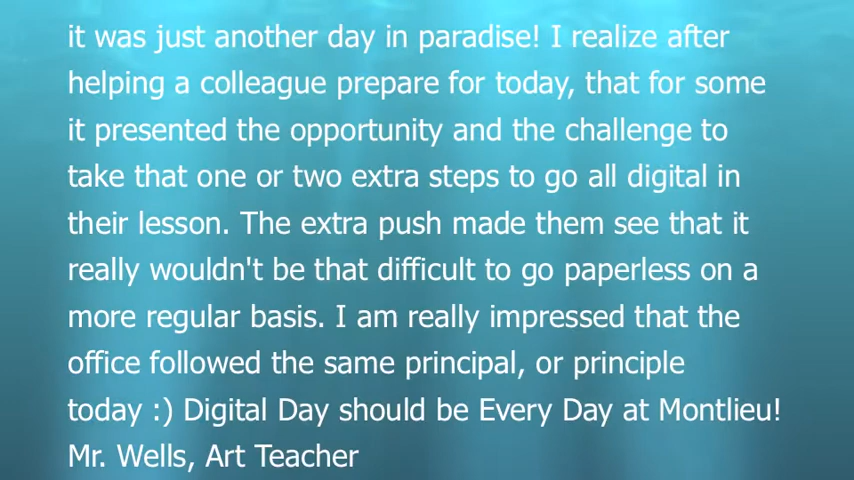 it was just another day in paradise! I realize after
helping a colleague prepare for today, that for some
it presented the opportunity and the challenge to
take that one or two extra steps to go all digital in
their lesson. The extra push made them see that it
really wouldn't be that difficult to go paperless on a
more regular basis. I am really impressed that the
office followed the same principal, or principle
today :) Digital Day should be Every Day at Montlieu!
Mr. Wells, Art Teacher